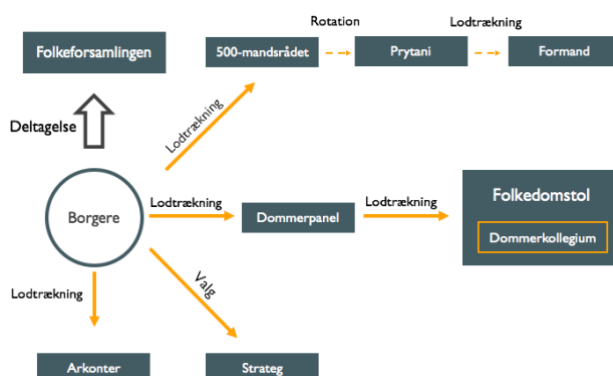 Rotation
Lodtrækning
Folkeforsamlingen
500-mandsrådet
Prytani
Formand
Deltagelse
Lodtrækning
Borgere
Lodtrækning
Dommerpanel
Lodtrækning
Folkedomstol
Dommerkollegium
Lodtrækning
Valg
Arkonter
Strateg